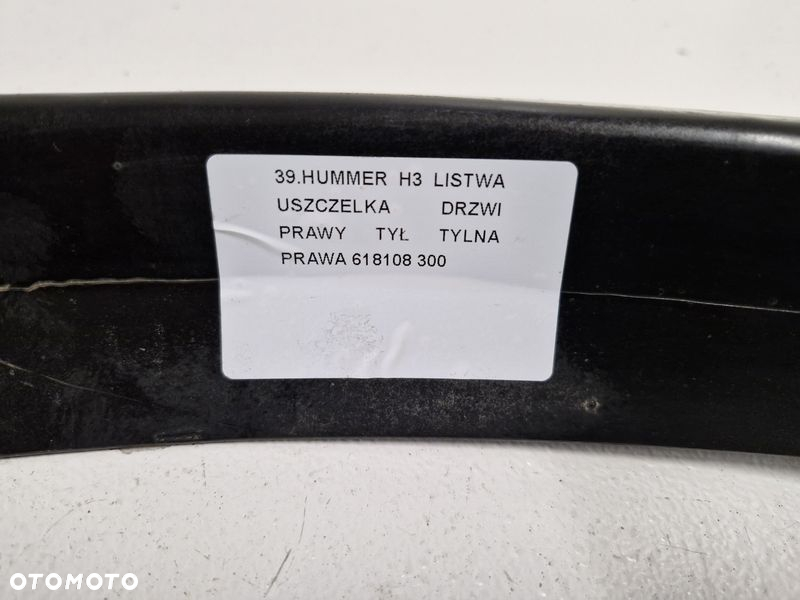 39.HUMMER H3 LISTWA
USZCZELKA DRZWI
PRAWY TYŁ TYLNA
PRAWA 618108 300
OTOMOTO